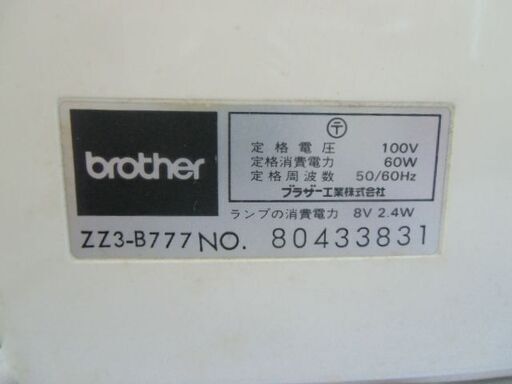 brother
〒
定格電圧 100V
定格消費電力 60W
定格周波数 50/60Hz
ブラザー工業株式会社
ランプの消費電力 8V 2.4W
ZZ3-B777 NO. 80433831